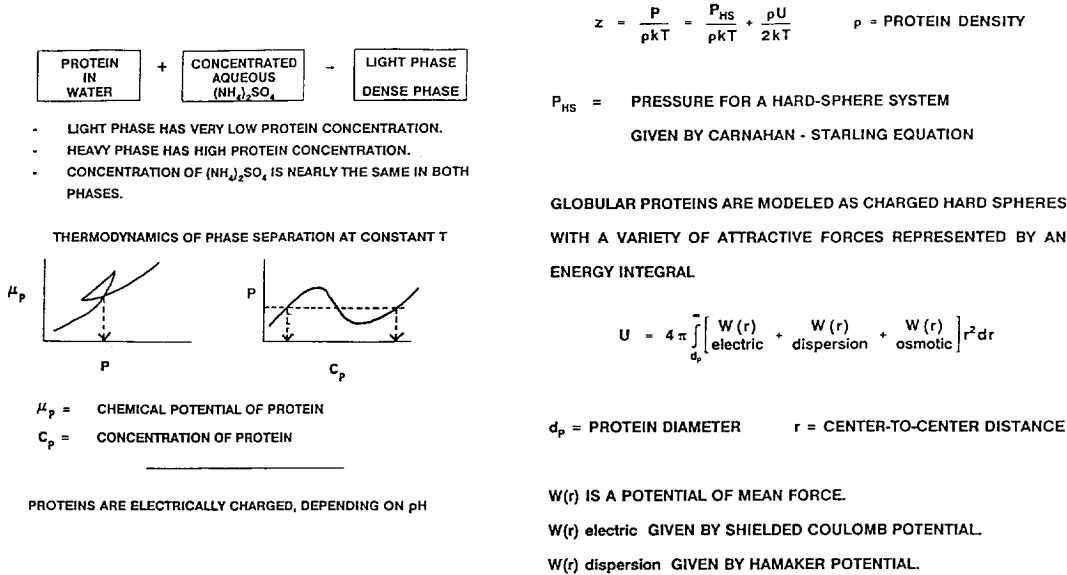 PROTEIN
IN
WATER
+
CONCENTRATED
AQUEOUS
(NH₄)₂SO₄
-
LIGHT PHASE
DENSE PHASE
- LIGHT PHASE HAS VERY LOW PROTEIN CONCENTRATION.
- HEAVY PHASE HAS HIGH PROTEIN CONCENTRATION.
- CONCENTRATION OF (NH₄)₂SO₄ IS NEARLY THE SAME IN BOTH
PHASES.
THERMODYNAMICS OF PHASE SEPARATION AT CONSTANT T
μₚ
P
P
Cₚ
μₚ = CHEMICAL POTENTIAL OF PROTEIN
Cₚ = CONCENTRATION OF PROTEIN
PROTEINS ARE ELECTRICALLY CHARGED, DEPENDING ON pH
z = P/ρkT = P_HS/ρkT + ρU/2kT ρ = PROTEIN DENSITY
P_HS = PRESSURE FOR A HARD-SPHERE SYSTEM
GIVEN BY CARNAHAN - STARLING EQUATION
GLOBULAR PROTEINS ARE MODELED AS CHARGED HARD SPHERES
WITH A VARIETY OF ATTRACTIVE FORCES REPRESENTED BY AN
ENERGY INTEGRAL
U = 4π ∫_{dₚ}^{∞} [ W(r) electric + W(r) dispersion + W(r) osmotic ] r²dr
dₚ = PROTEIN DIAMETER r = CENTER-TO-CENTER DISTANCE
W(r) IS A POTENTIAL OF MEAN FORCE.
W(r) electric GIVEN BY SHIELDED COULOMB POTENTIAL.
W(r) dispersion GIVEN BY HAMAKER POTENTIAL.